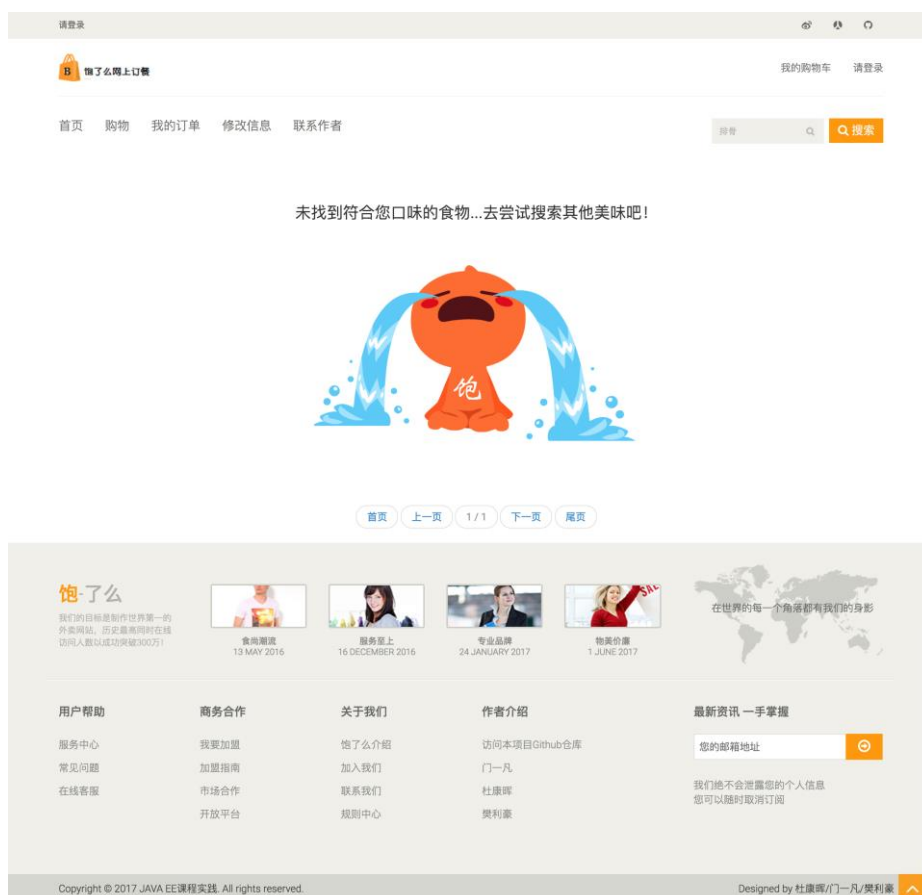 请登录
B 饱了么网上订餐
我的购物车 请登录
首页 购物 我的订单 修改信息 联系作者
排骨
搜索
未找到符合您口味的食物...去尝试搜索其他美味吧!
饱
首页 上一页 1 / 1 下一页 尾页
饱-了么
我们的目标是制作世界第一的
外卖网站，历史最高同时在线
访问人数以成功突破300万!
食尚潮流
13 MAY 2016
服务至上
16 DECEMBER 2016
专业品牌
24 JANUARY 2017
SALE
物美价廉
1 JUNE 2017
在世界的每一个角落都有我们的身影
用户帮助
服务中心
常见问题
在线客服
商务合作
我要加盟
加盟指南
市场合作
开放平台
关于我们
饱了么介绍
加入我们
联系我们
规则中心
作者介绍
访问本项目Github仓库
门一凡
杜康晖
樊利豪
最新资讯 一手掌握
您的邮箱地址
我们绝不会泄露您的个人信息
您可以随时取消订阅
Copyright © 2017 JAVA EE课程实践. All rights reserved.
Designed by 杜康晖/门一凡/樊利豪